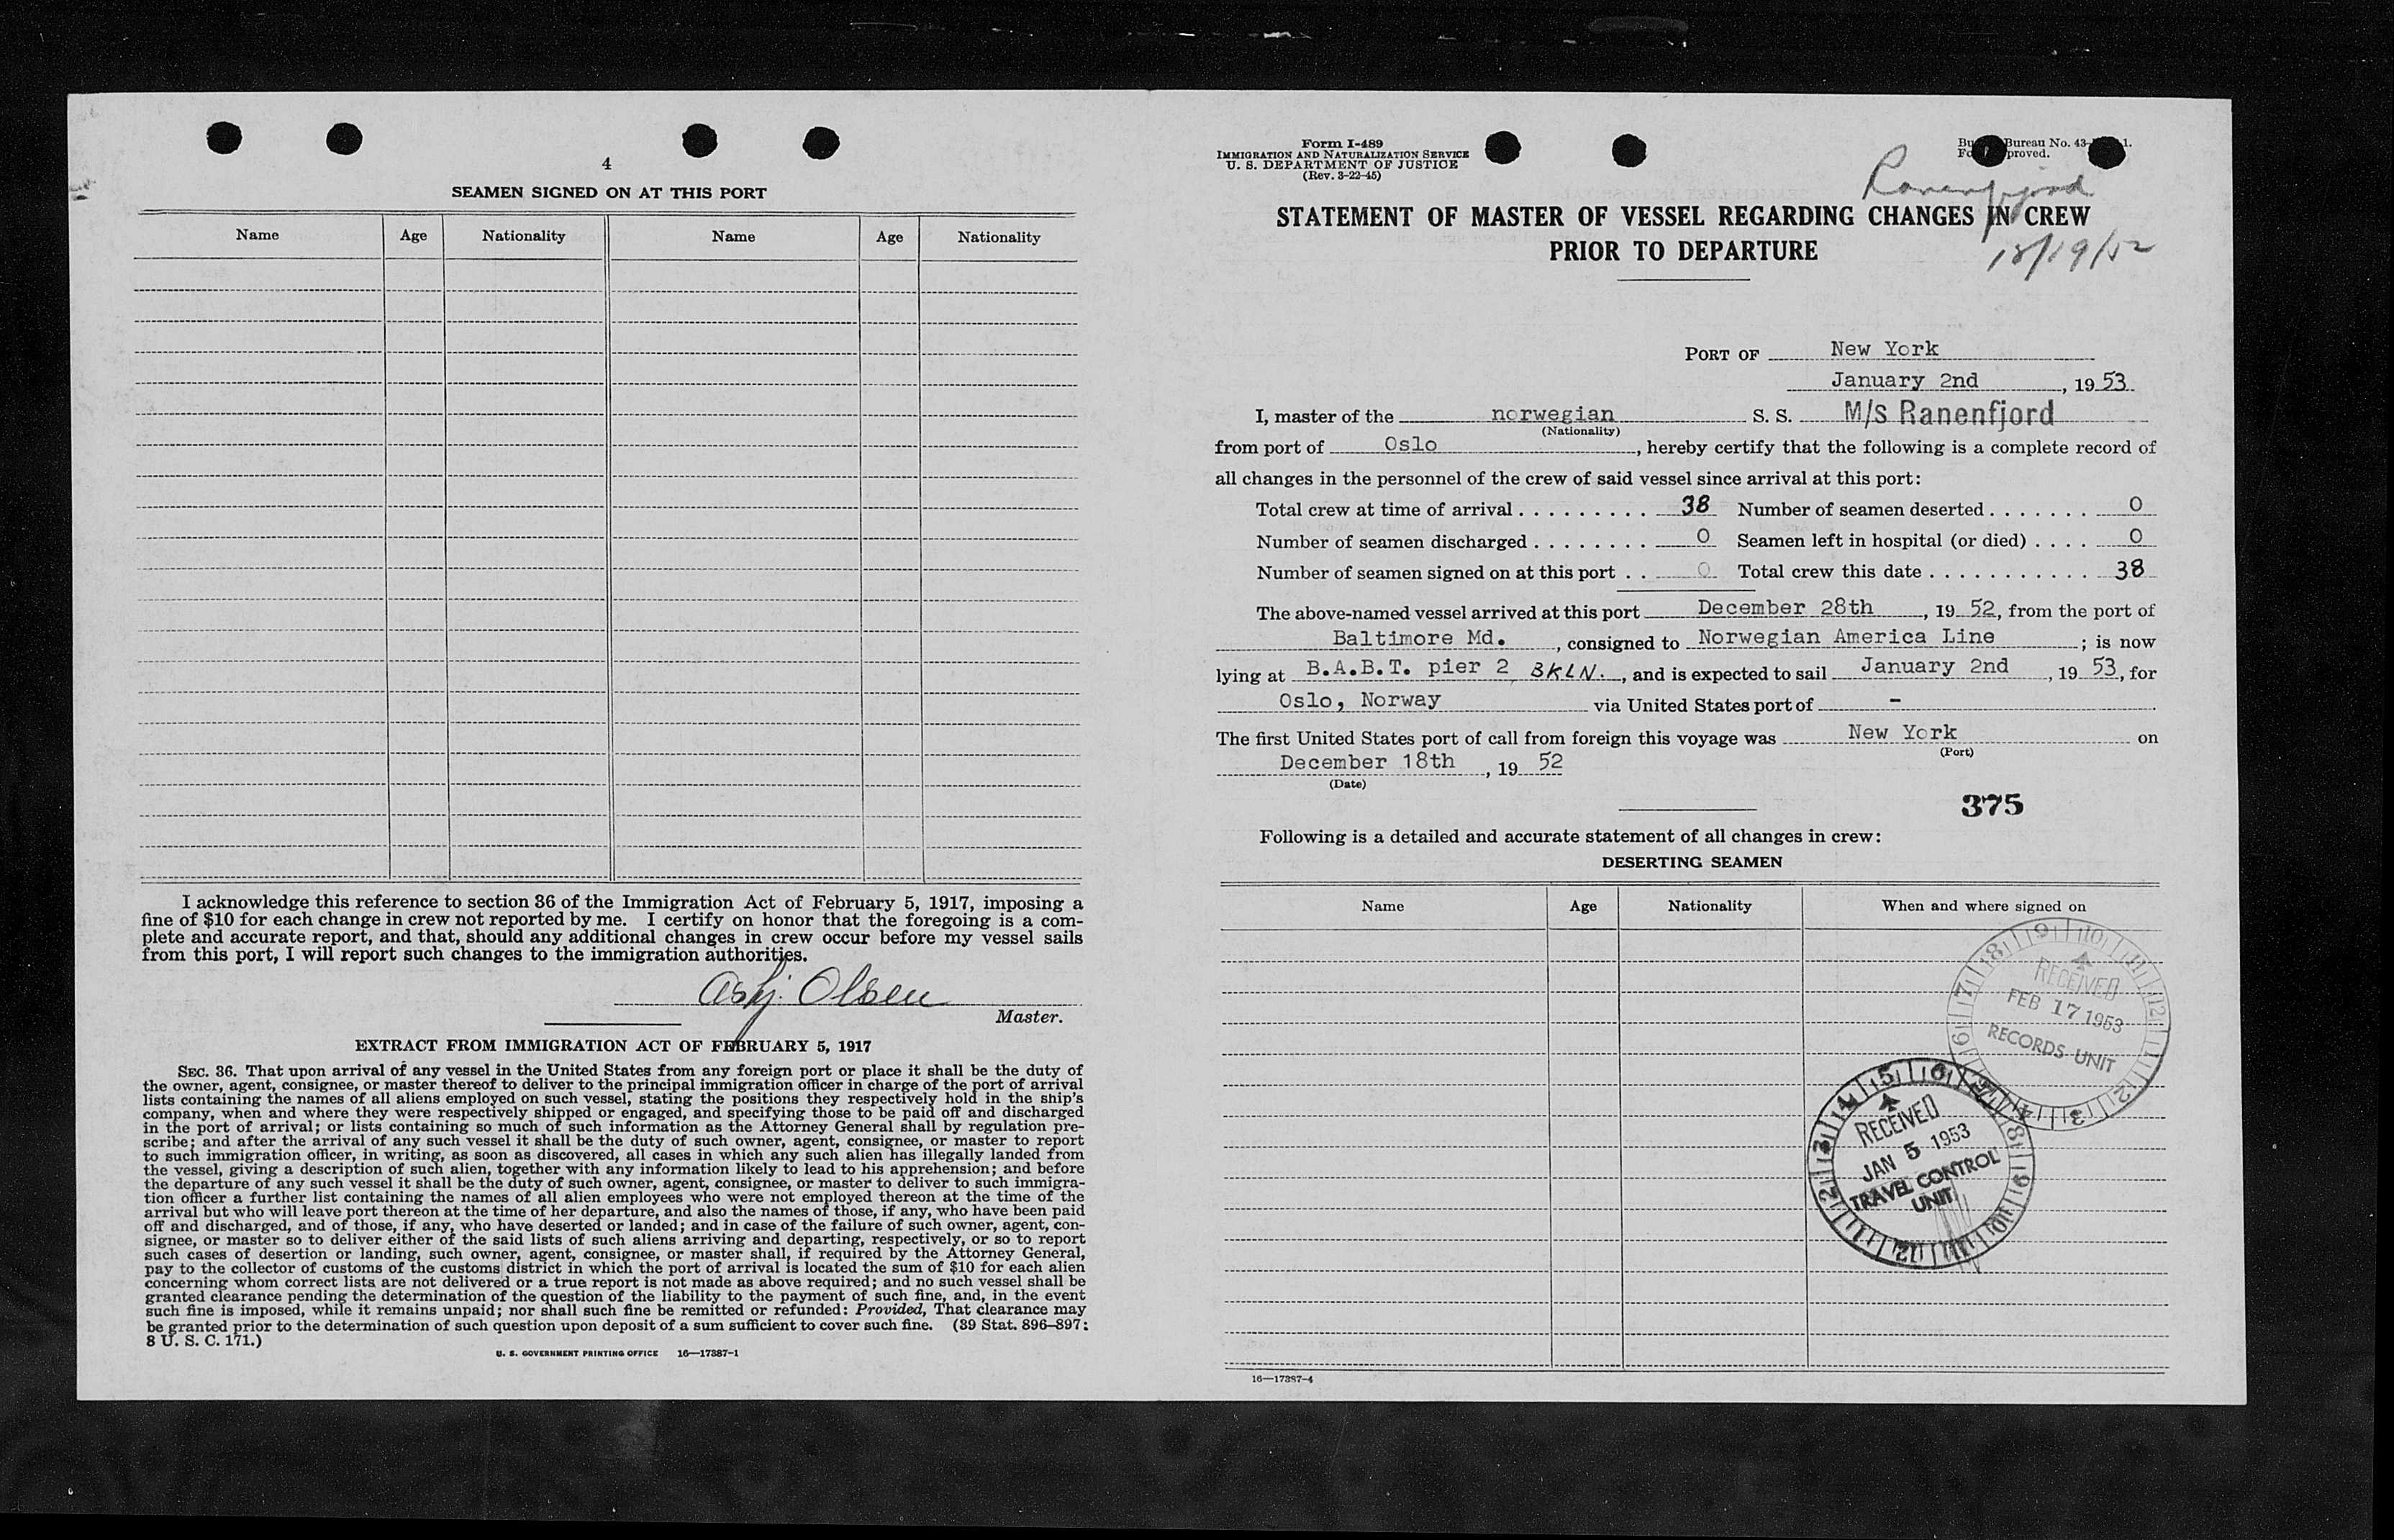 4
SEAMEN SIGNED ON AT THIS PORT
Name Age Nationality Name Age Nationality
I acknowledge this reference to section 36 of the Immigration Act of February 5, 1917, imposing a
fine of $10 for each change in crew not reported by me. I certify on honor that the foregoing is a com-
plete and accurate report, and that, should any additional changes in crew occur before my vessel sails
from this port, I will report such changes to the immigration authorities.
Asbj. Olsen
Master.
EXTRACT FROM IMMIGRATION ACT OF FEBRUARY 5, 1917
SEC. 36. That upon arrival of any vessel in the United States from any foreign port or place it shall be the duty of
the owner, agent, consignee, or master thereof to deliver to the principal immigration officer in charge of the port of arrival
lists containing the names of all aliens employed on such vessel, stating the positions they respectively hold in the ship's
company, when and where they were respectively shipped or engaged, and specifying those to be paid off and discharged
in the port of arrival; or lists containing so much of such information as the Attorney General shall by regulation pre-
scribe; and after the arrival of any such vessel it shall be the duty of such owner, agent, consignee, or master to report
to such immigration officer, in writing, as soon as discovered, all cases in which any such alien has illegally landed from
the vessel, giving a description of such alien, together with any information likely to lead to his apprehension; and before
the departure of any such vessel it shall be the duty of such owner, agent, consignee, or master to deliver to such immigra-
tion officer a further list containing the names of all alien employees who were not employed thereon at the time of the
arrival but who will leave port thereon at the time of her departure, and also the names of those, if any, who have been paid
off and discharged, and of those, if any, who have deserted or landed; and in case of the failure of such owner, agent, con-
signee, or master so to deliver either of the said lists of such aliens arriving and departing, respectively, or so to report
such cases of desertion or landing, such owner, agent, consignee, or master shall, if required by the Attorney General,
pay to the collector of customs of the customs district in which the port of arrival is located the sum of $10 for each alien
concerning whom correct lists are not delivered or a true report is not made as above required; and no such vessel shall be
granted clearance pending the determination of the question of the liability to the payment of such fine, and, in the event
such fine is imposed, while it remains unpaid; nor shall such fine be remitted or refunded: Provided, That clearance may
be granted prior to the determination of such question upon deposit of a sum sufficient to cover such fine. (39 Stat. 896–897;
8 U. S. C. 171.)
U. S. GOVERNMENT PRINTING OFFICE 16—17387-1
Form I-489
IMMIGRATION AND NATURALIZATION SERVICE
U. S. DEPARTMENT OF JUSTICE
(Rev. 3-22-45)
Bureau No. 43-
Ranenfjord
STATEMENT OF MASTER OF VESSEL REGARDING CHANGES IN CREW
PRIOR TO DEPARTURE
PORT OF New York
January 2nd, 19 53
I, master of the norwegian S. S. M/S Ranenfjord
(Nationality)
from port of Oslo, hereby certify that the following is a complete record of
all changes in the personnel of the crew of said vessel since arrival at this port:
Total crew at time of arrival . . . . . . . . . 38 Number of seamen deserted . . . . . . . 0
Number of seamen discharged . . . . . . . . 0 Seamen left in hospital (or died) . . . . 0
Number of seamen signed on at this port . . 0 Total crew this date . . . . . . . . . . . . 38
The above-named vessel arrived at this port December 28th, 19 52, from the port of
Baltimore Md., consigned to Norwegian America Line; is now
lying at B.A.B.T. pier 2 BKLN., and is expected to sail January 2nd, 19 53, for
Oslo, Norway via United States port of -.
The first United States port of call from foreign this voyage was New York on
(Port)
December 18th, 19 52
(Date)
375
Following is a detailed and accurate statement of all changes in crew:
DESERTING SEAMEN
Name Age Nationality When and where signed on
RECEIVED
FEB 17 1953
RECORDS UNIT
RECEIVED
JAN 5 1953
TRAVEL CONTROL
UNIT
16—17387-4